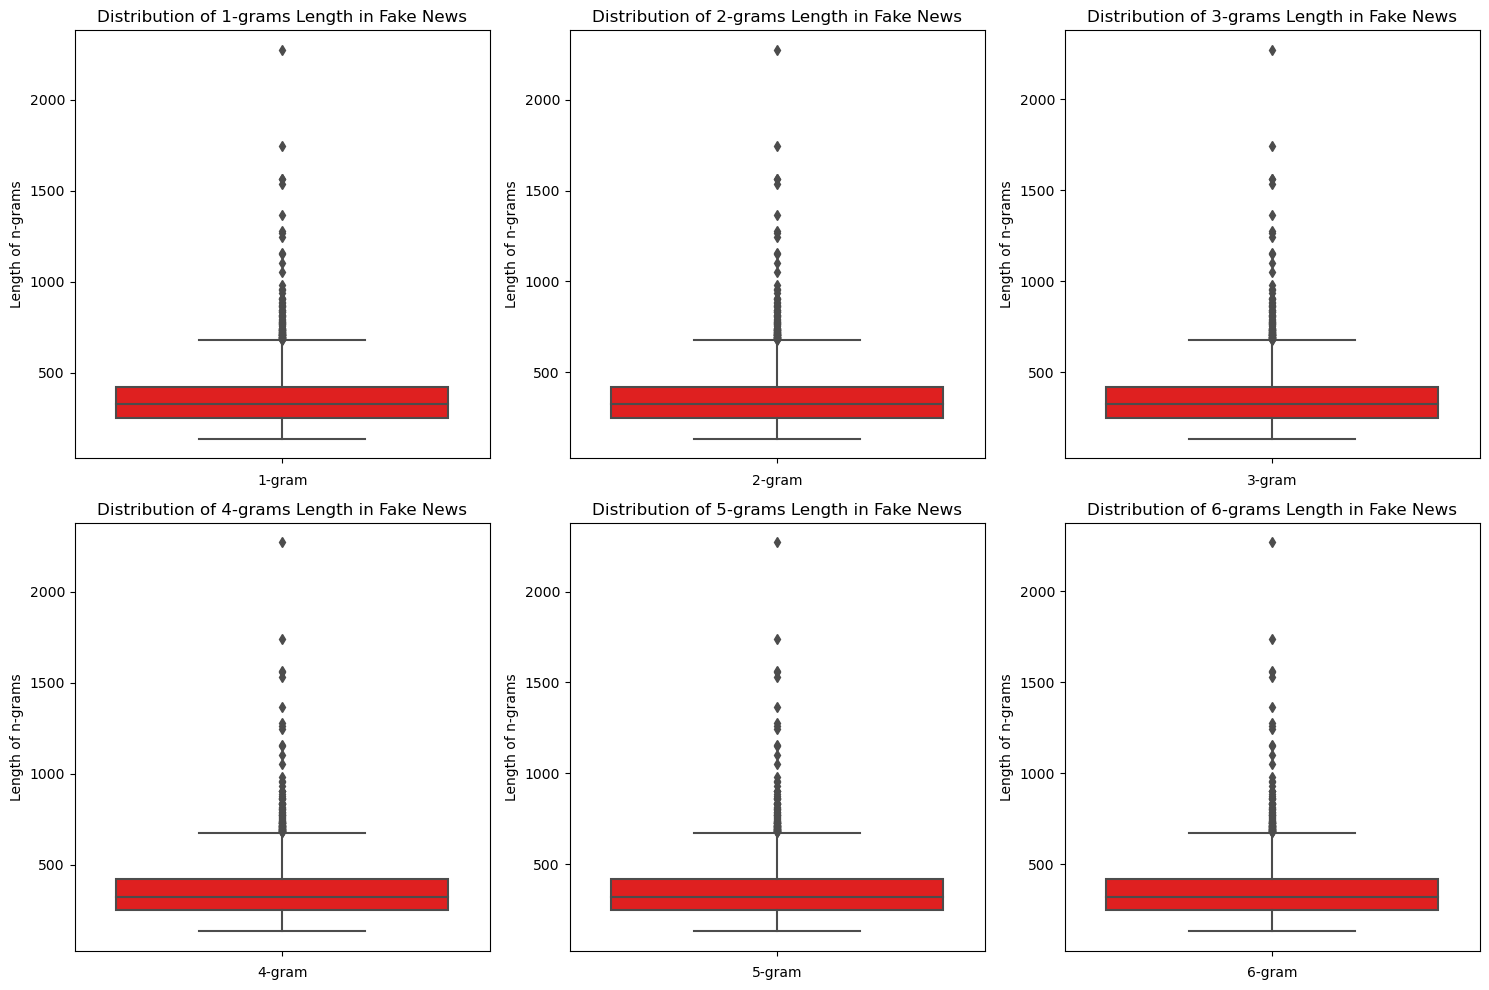 Distribution of 1-grams Length in Fake News
Distribution of 2-grams Length in Fake News
Distribution of 3-grams Length in Fake News
Length of n-grams
2000
1500
1000
500
1-gram
Length of n-grams
2000
1500
1000
500
2-gram
Length of n-grams
2000
1500
1000
500
3-gram
Distribution of 4-grams Length in Fake News
Distribution of 5-grams Length in Fake News
Distribution of 6-grams Length in Fake News
Length of n-grams
2000
1500
1000
500
4-gram
Length of n-grams
2000
1500
1000
500
5-gram
Length of n-grams
2000
1500
1000
500
6-gram